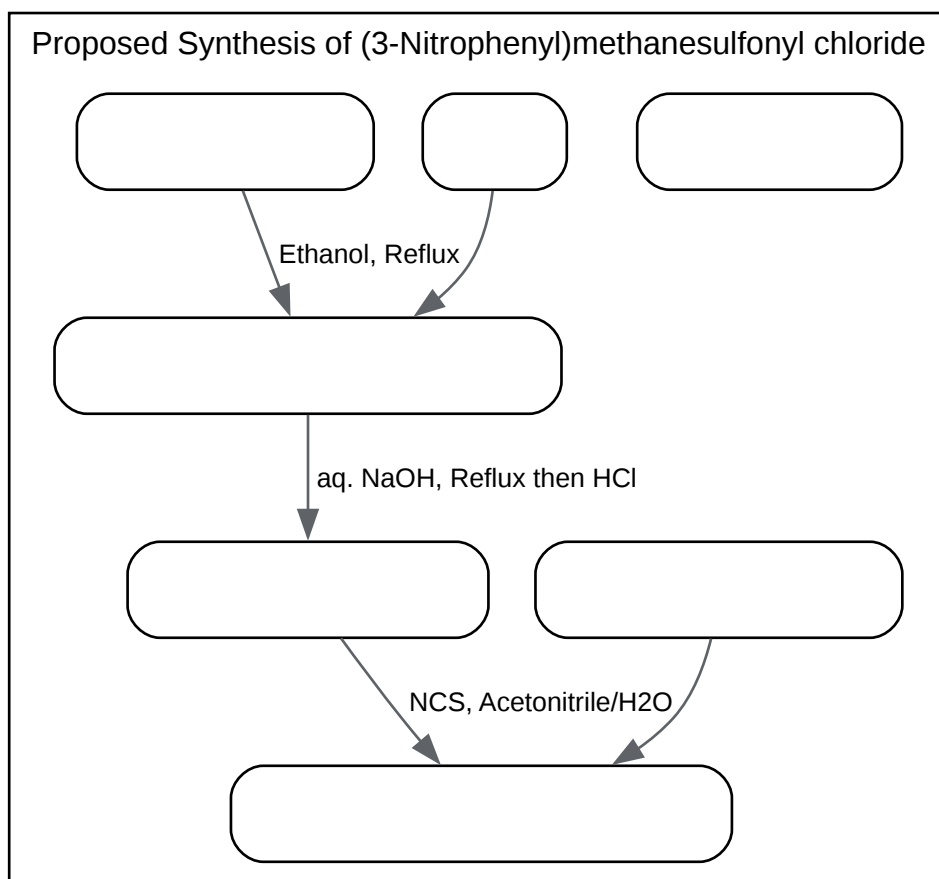 Proposed Synthesis of (3-Nitrophenyl)methanesulfonyl chloride
Ethanol, Reflux
aq. NaOH, Reflux then HCl
NCS, Acetonitrile/H2O